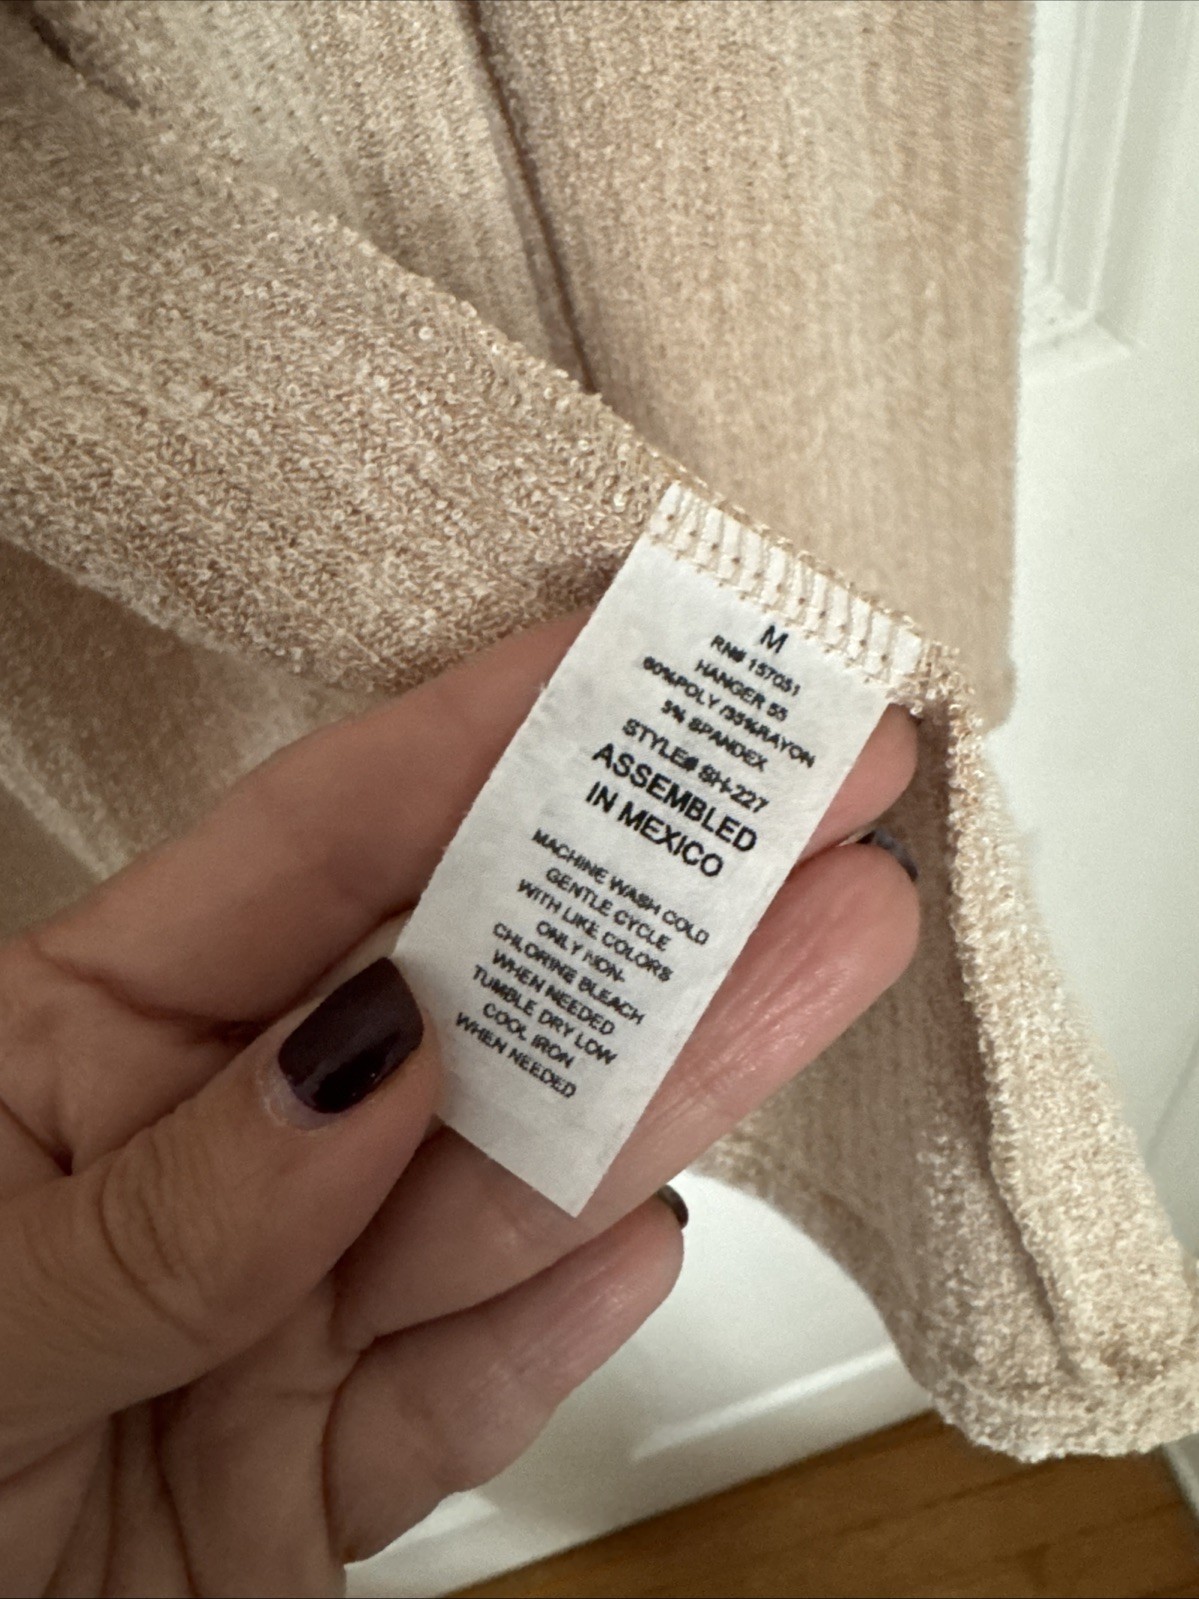 M
RN# 157051
HANGER 55
60%POLY /35%RAYON
5% SPANDEX
STYLE# SH-227
ASSEMBLED
IN MEXICO
MACHINE WASH COLD
GENTLE CYCLE
WITH LIKE COLORS
ONLY NON-
CHLORINE BLEACH
WHEN NEEDED
TUMBLE DRY LOW
COOL IRON
WHEN NEEDED